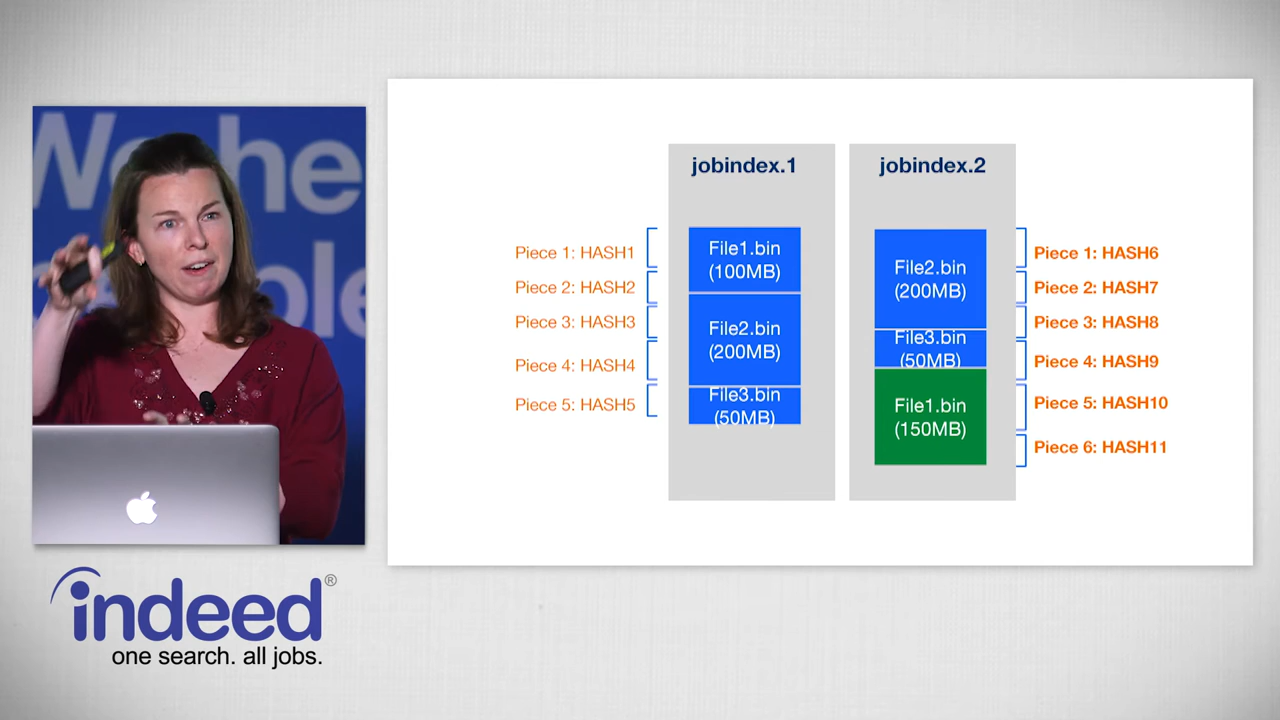 We he
ople
jobindex.1
jobindex.2
Piece 1: HASH1
Piece 2: HASH2
Piece 3: HASH3
Piece 4: HASH4
Piece 5: HASH5
File1.bin
(100MB)
File2.bin
(200MB)
File3.bin
(50MB)
File2.bin
(200MB)
File3.bin
(50MB)
File1.bin
(150MB)
Piece 1: HASH6
Piece 2: HASH7
Piece 3: HASH8
Piece 4: HASH9
Piece 5: HASH10
Piece 6: HASH11
indeed®
one search. all jobs.